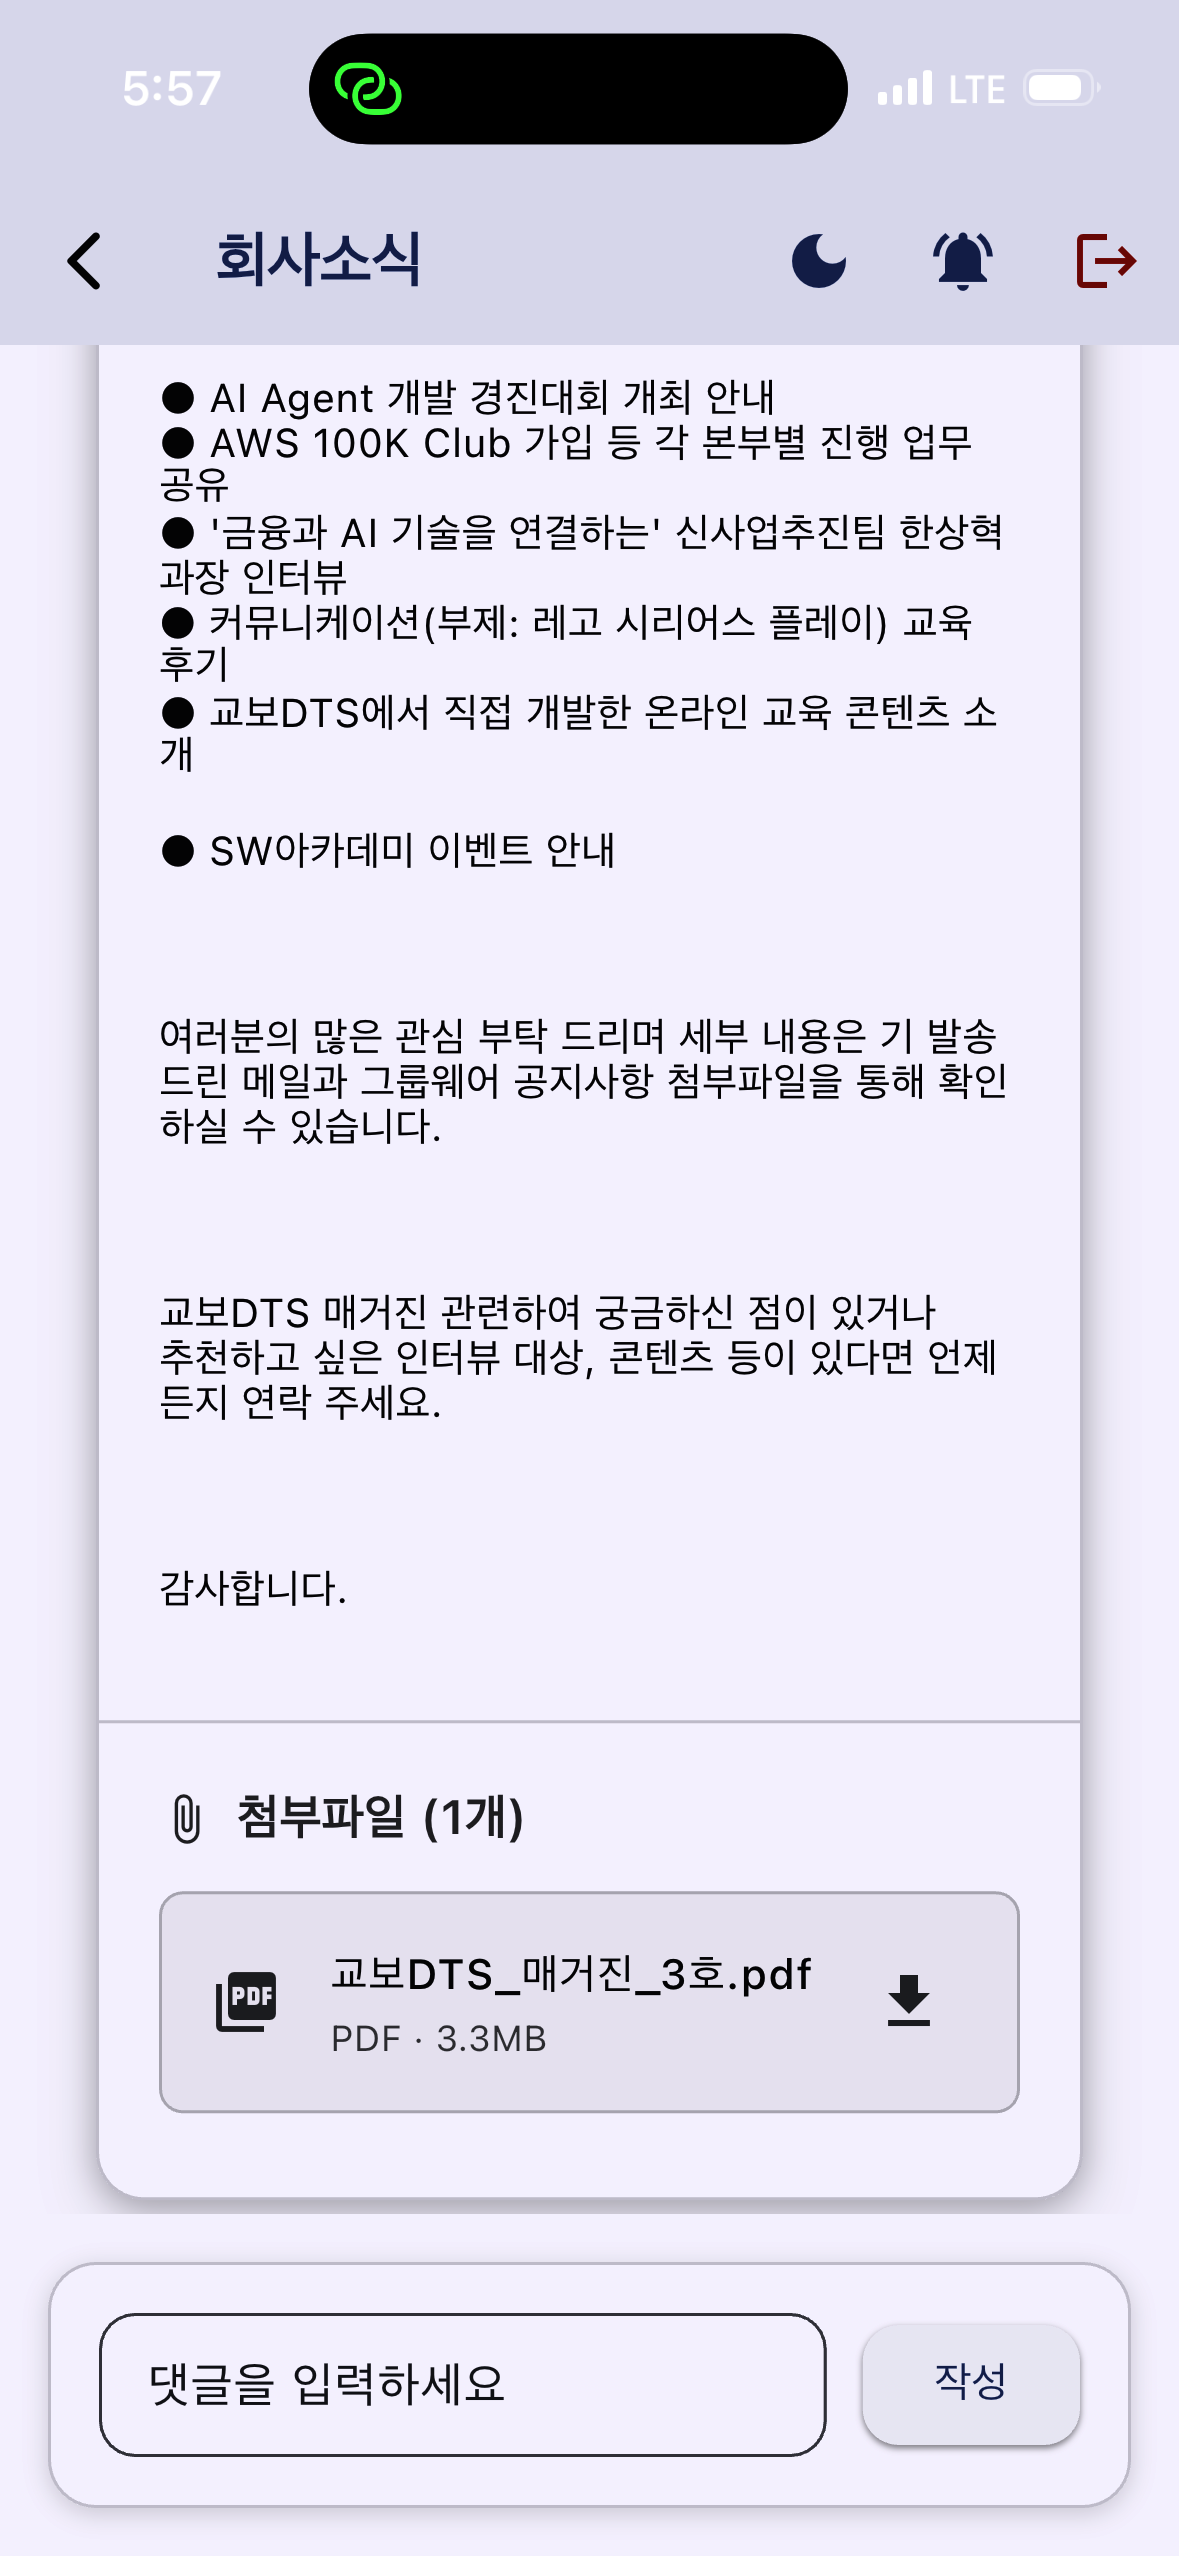 5:57
LTE
회사소식
● AI Agent 개발 경진대회 개최 안내
● AWS 100K Club 가입 등 각 본부별 진행 업무
공유
● '금융과 AI 기술을 연결하는' 신사업추진팀 한상혁
과장 인터뷰
● 커뮤니케이션(부제: 레고 시리어스 플레이) 교육
후기
● 교보DTS에서 직접 개발한 온라인 교육 콘텐츠 소
개
● SW아카데미 이벤트 안내
여러분의 많은 관심 부탁 드리며 세부 내용은 기 발송
드린 메일과 그룹웨어 공지사항 첨부파일을 통해 확인
하실 수 있습니다.
교보DTS 매거진 관련하여 궁금하신 점이 있거나
추천하고 싶은 인터뷰 대상, 콘텐츠 등이 있다면 언제
든지 연락 주세요.
감사합니다.
첨부파일 (1개)
PDF
교보DTS_매거진_3호.pdf
PDF · 3.3MB
댓글을 입력하세요
작성